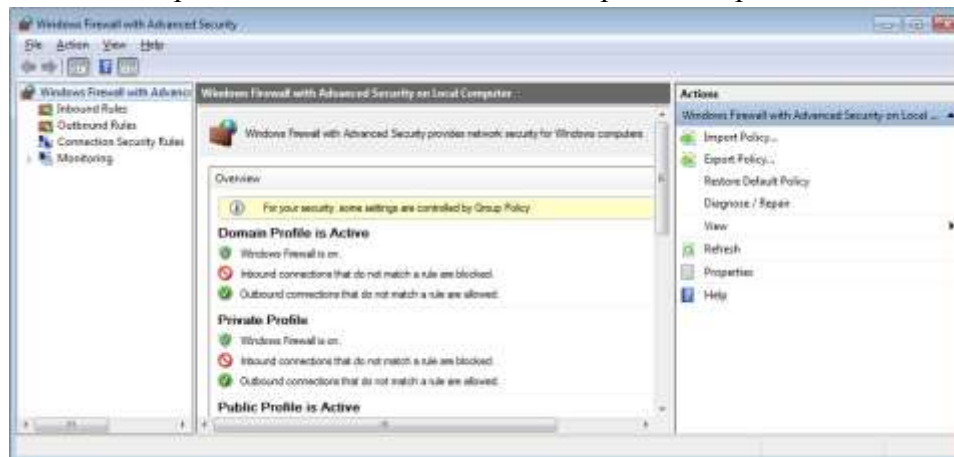 Windows Firewall with Advanced Security
File Action View Help
Windows Firewall with Advanc
Inbound Rules
Outbound Rules
Connection Security Rules
Monitoring
Windows Firewall with Advanced Security on Local Computer
Windows Firewall with Advanced Security provides network security for Windows computers.
Overview
For your security, some settings are controlled by Group Policy
Domain Profile is Active
Windows Firewall is on.
Inbound connections that do not match a rule are blocked.
Outbound connections that do not match a rule are allowed.
Private Profile
Windows Firewall is on.
Inbound connections that do not match a rule are blocked.
Outbound connections that do not match a rule are allowed.
Public Profile is Active
Actions
Windows Firewall with Advanced Security on Local ...
Import Policy...
Export Policy...
Restore Default Policy
Diagnose / Repair
View
Refresh
Properties
Help